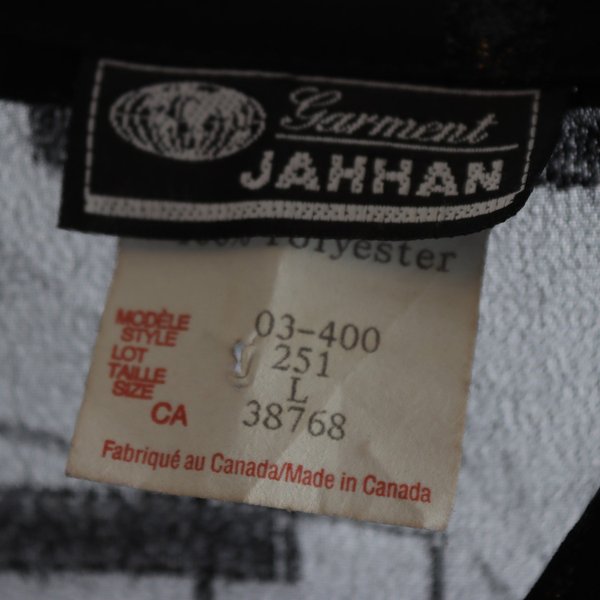 Garment
JAHHAN
100% Polyester
MODÈLE
STYLE 03-400
LOT 251
TAILLE
SIZE L
CA 38768
Fabriqué au Canada/Made in Canada